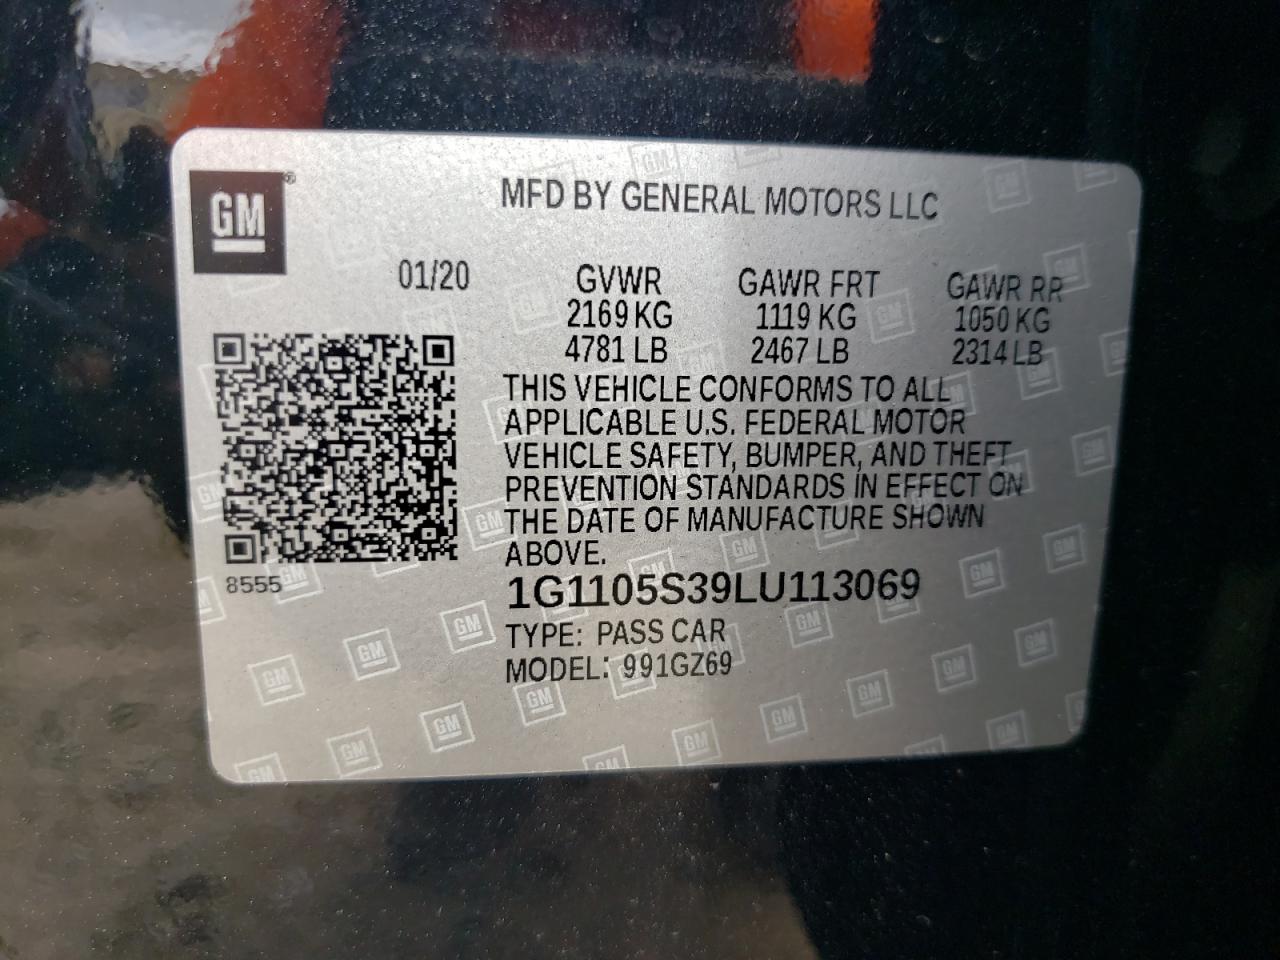 GM®
MFD BY GENERAL MOTORS LLC
01/20
GVWR GAWR FRT GAWR RR
2169 KG 1119 KG 1050 KG
4781 LB 2467 LB 2314 LB
THIS VEHICLE CONFORMS TO ALL
APPLICABLE U.S. FEDERAL MOTOR
VEHICLE SAFETY, BUMPER, AND THEFT
PREVENTION STANDARDS IN EFFECT ON
THE DATE OF MANUFACTURE SHOWN
ABOVE.
8555
1G1105S39LU113069
TYPE: PASS CAR
MODEL: 991GZ69